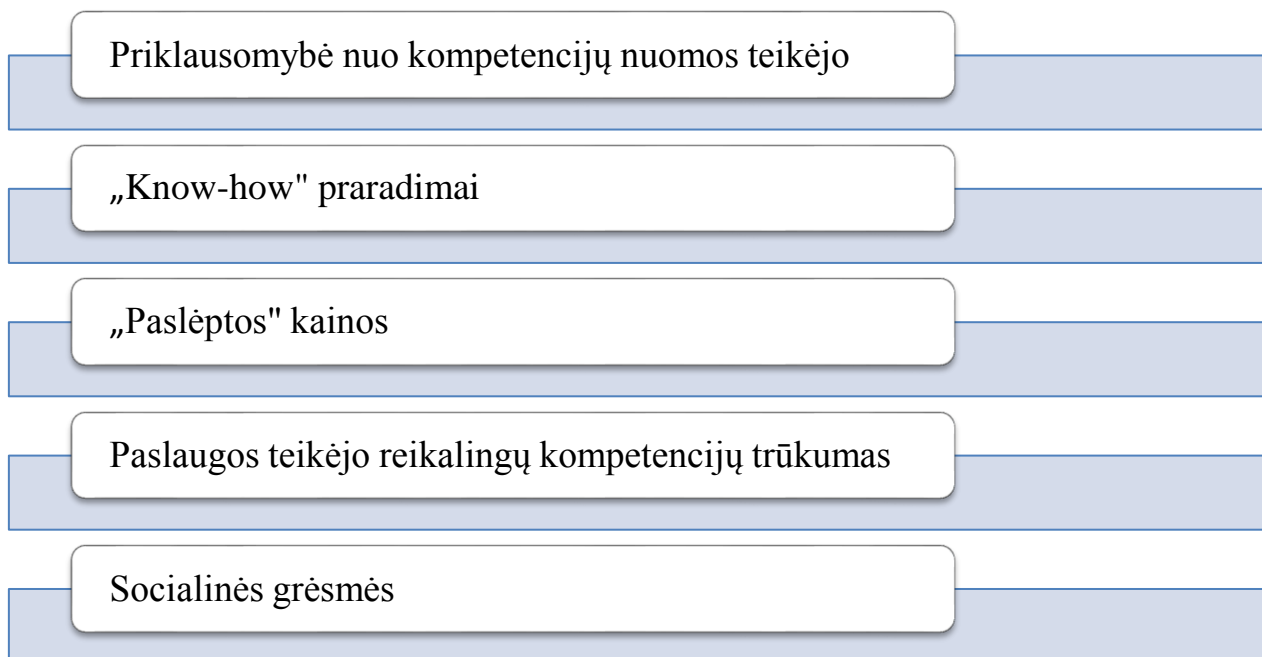 Priklausomybė nuo kompetencijų nuomos teikėjo
„Know-how" praradimai
„Paslėptos" kainos
Paslaugos teikėjo reikalingų kompetencijų trūkumas
Socialinės grėsmės